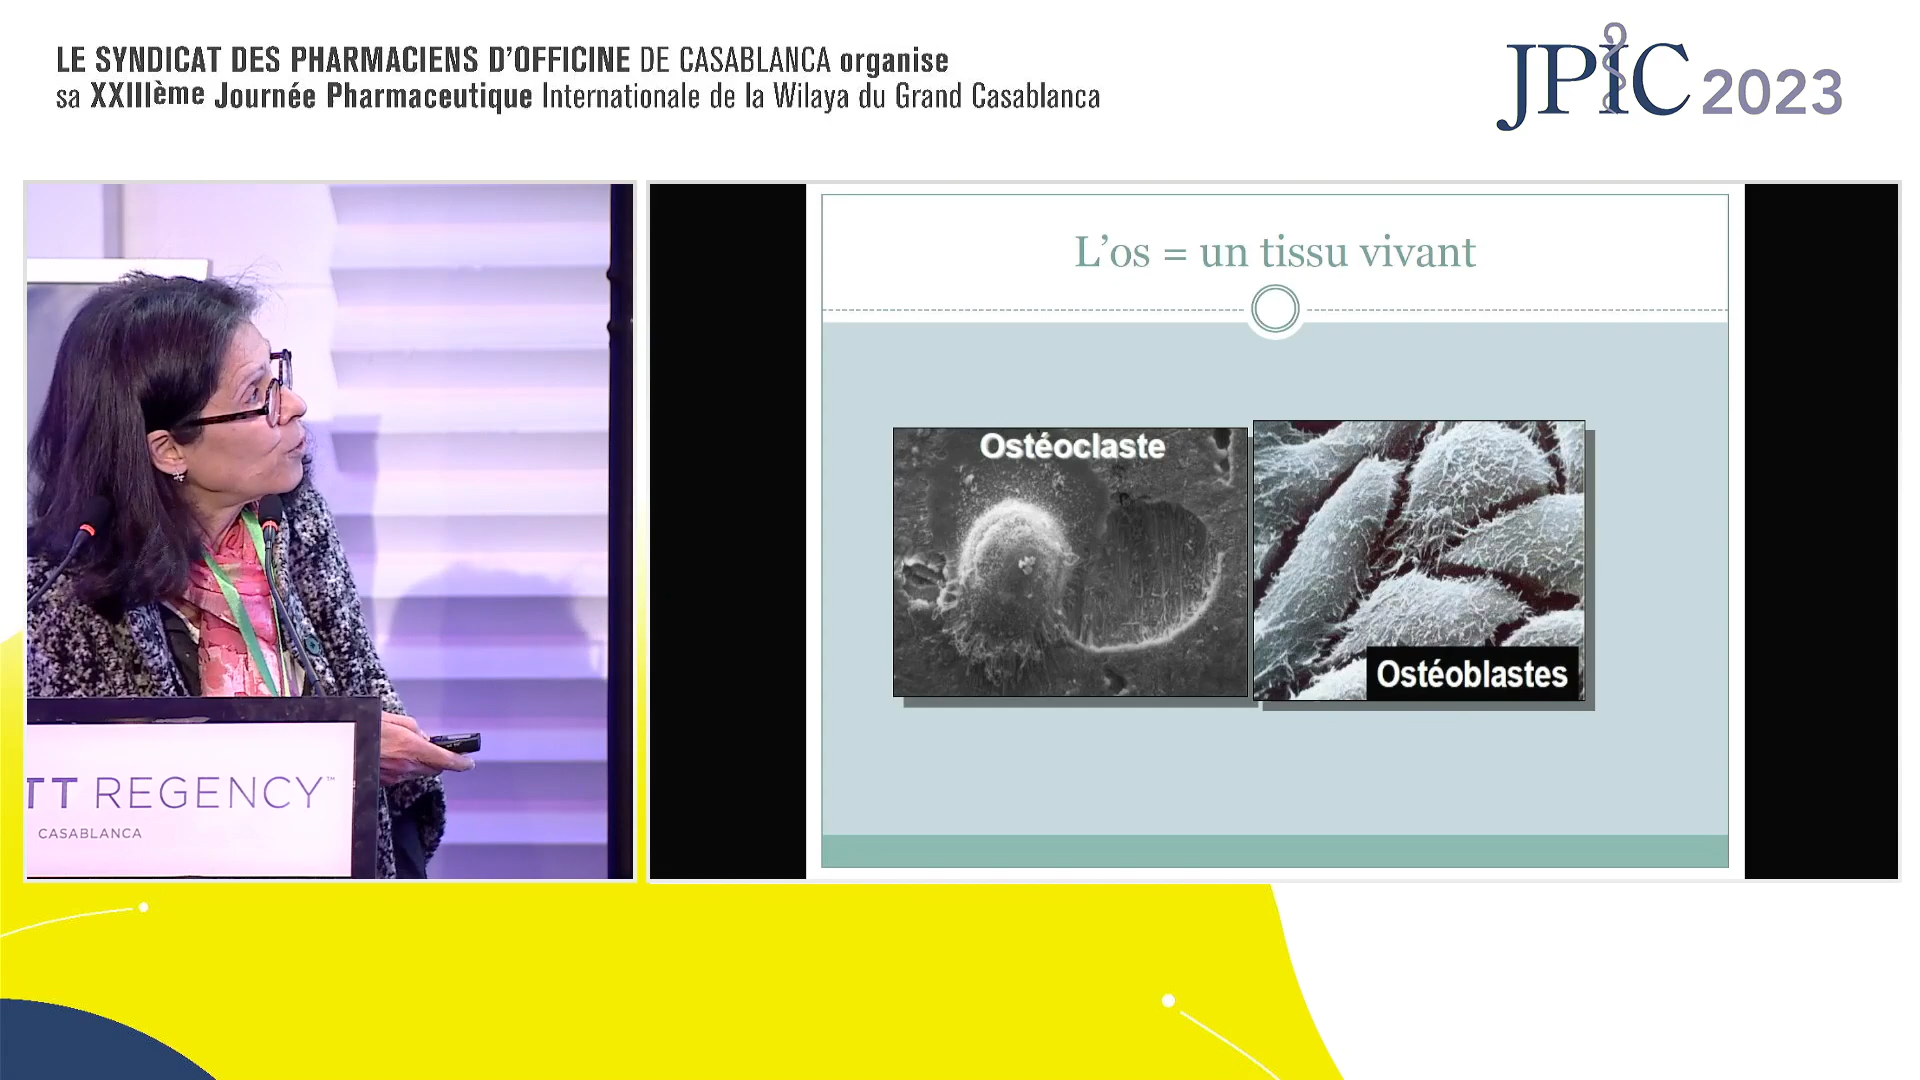 LE SYNDICAT DES PHARMACIENS D'OFFICINE DE CASABLANCA organise
sa XXIIIème Journée Pharmaceutique Internationale de la Wilaya du Grand Casablanca
JPIC 2023
L'os = un tissu vivant
Ostéoclaste
Ostéoblastes
TT REGENCY™
CASABLANCA